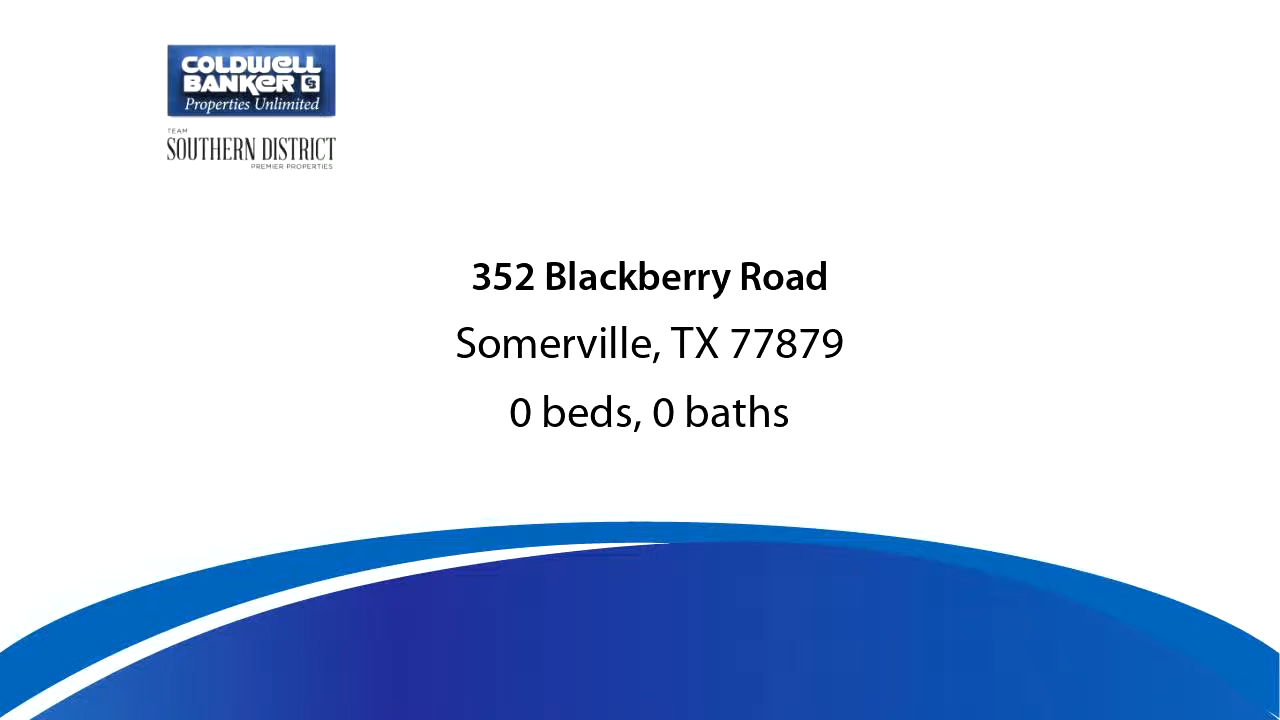 COLDWELL
BANKER CB
Properties Unlimited
TEAM
SOUTHERN DISTRICT
PREMIER PROPERTIES
352 Blackberry Road
Somerville, TX 77879
0 beds, 0 baths